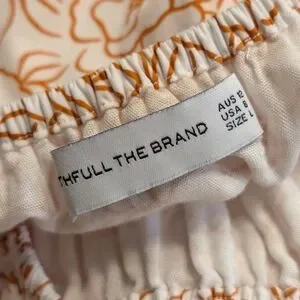 THFULL THE BRAND
AUS 12
USA 8
SIZE L